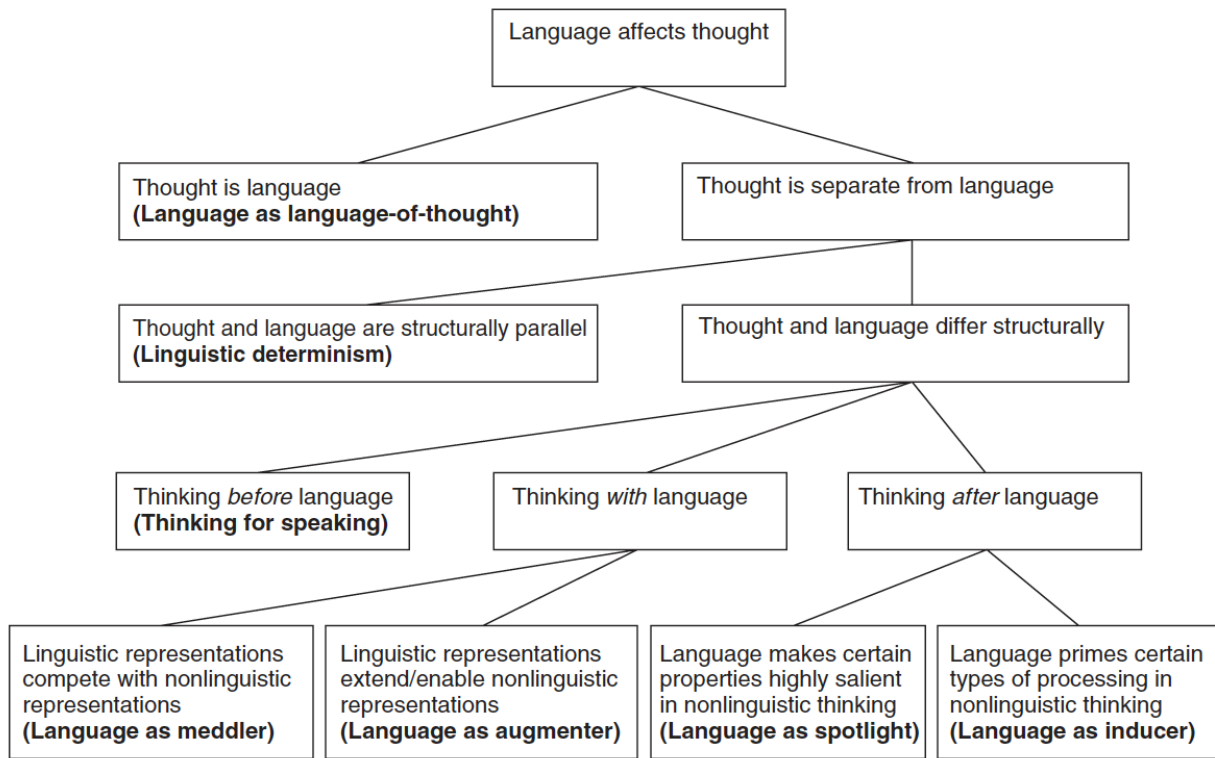 Language affects thought
Thought is language
(Language as language-of-thought)
Thought is separate from language
Thought and language are structurally parallel
(Linguistic determinism)
Thought and language differ structurally
Thinking before language
(Thinking for speaking)
Thinking with language
Thinking after language
Linguistic representations
compete with nonlinguistic
representations
(Language as meddler)
Linguistic representations
extend/enable nonlinguistic
representations
(Language as augmenter)
Language makes certain
properties highly salient
in nonlinguistic thinking
(Language as spotlight)
Language primes certain
types of processing in
nonlinguistic thinking
(Language as inducer)